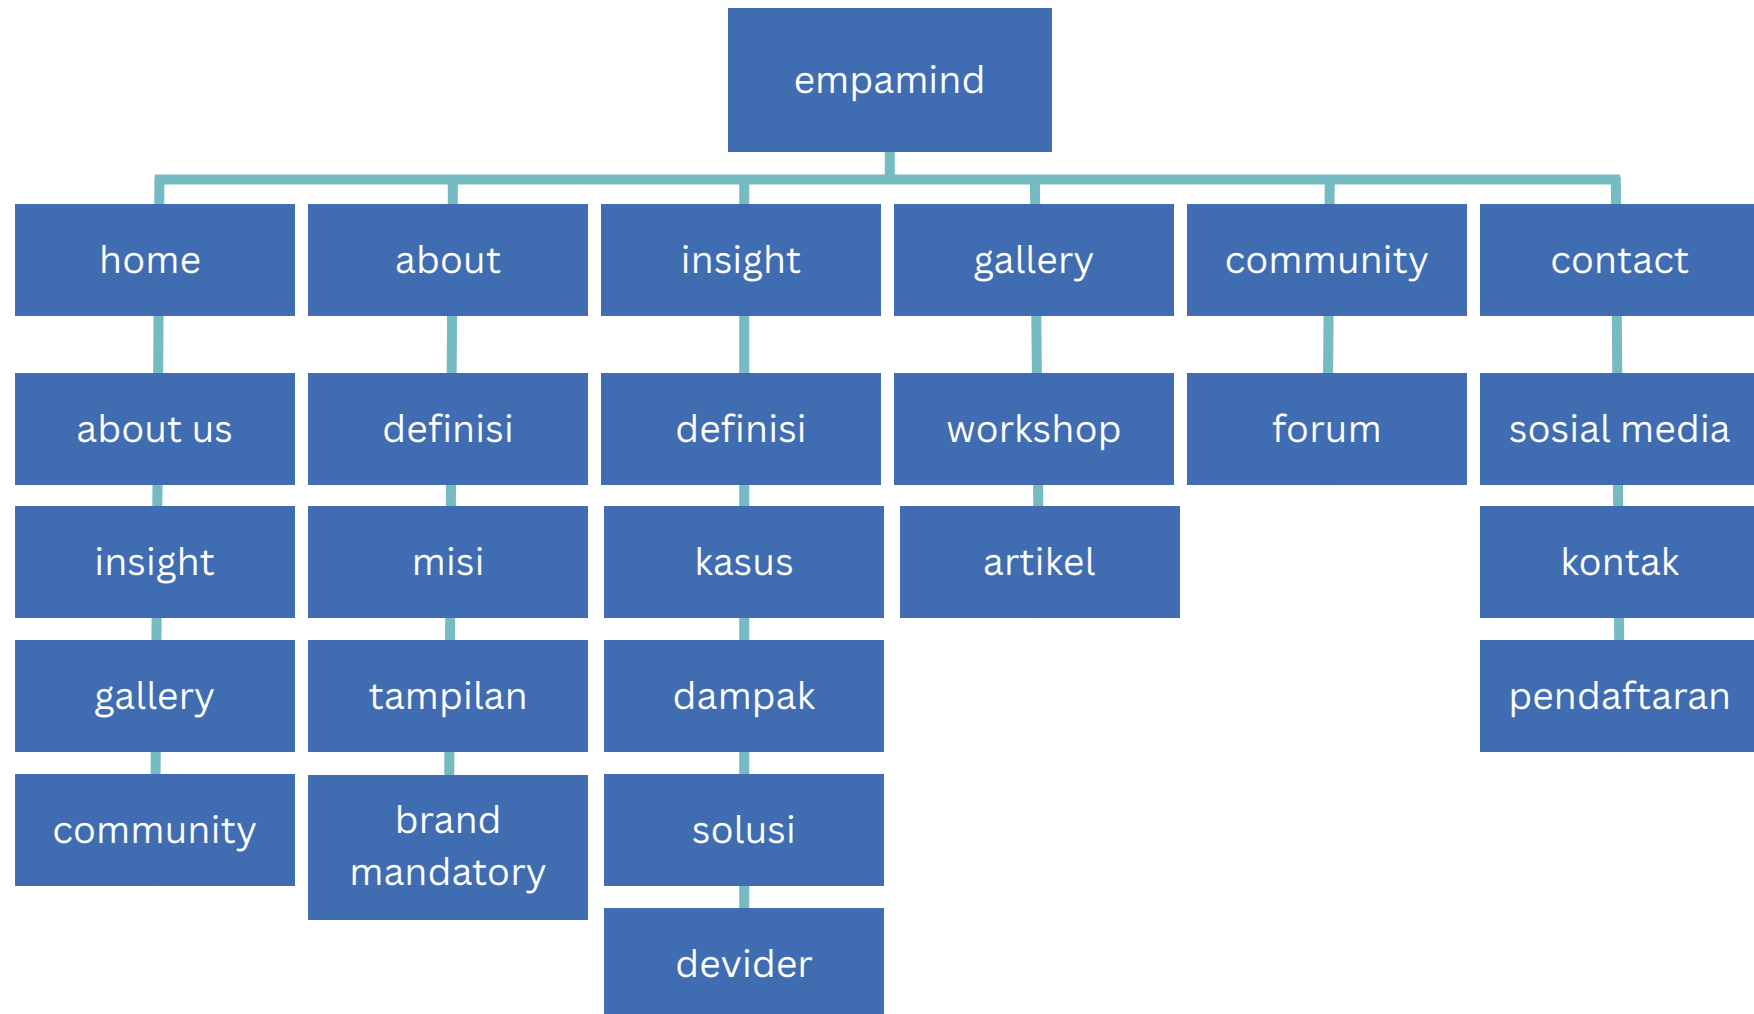 empamind
home
about
insight
gallery
community
contact
about us
definisi
definisi
workshop
forum
sosial media
insight
misi
kasus
artikel
kontak
gallery
tampilan
dampak
pendaftaran
community
brand
mandatory
solusi
devider